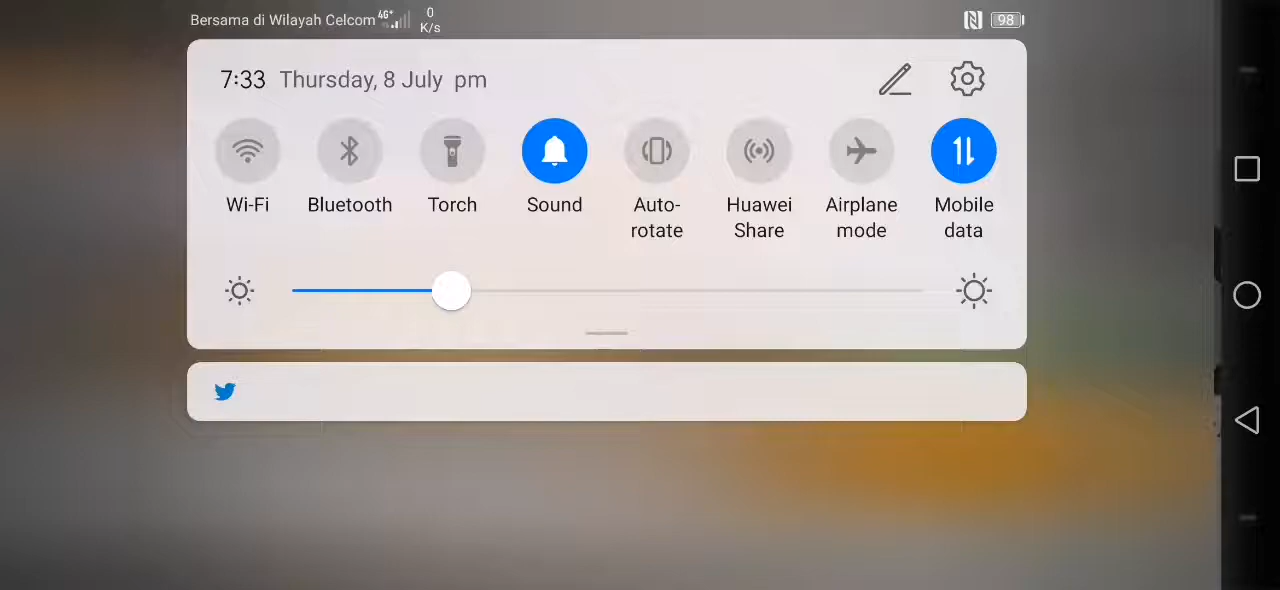 Bersama di Wilayah Celcom 4G+ 0
K/s
98
7:33 Thursday, 8 July pm
Wi-Fi Bluetooth Torch Sound Auto-rotate Huawei Share Airplane mode Mobile data